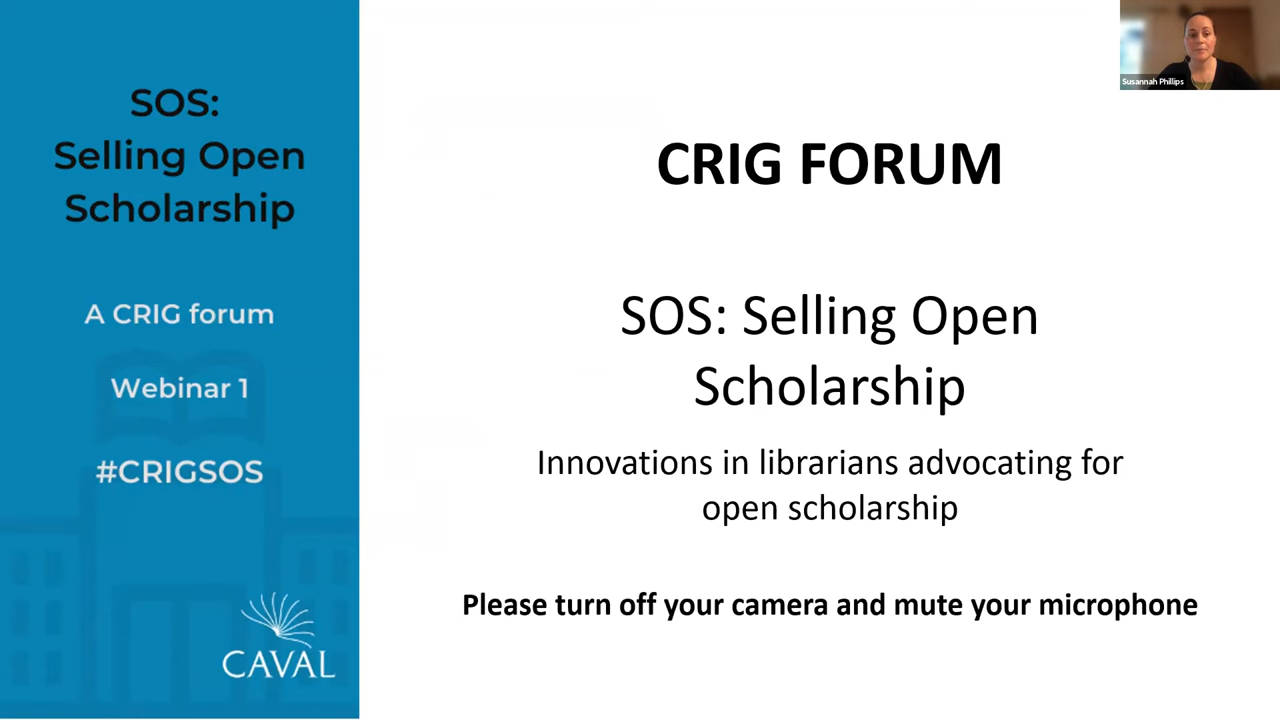 SOS:
Selling Open
Scholarship
A CRIG forum
Webinar 1
#CRIGSOS
CAVAL
CRIG FORUM
SOS: Selling Open
Scholarship
Innovations in librarians advocating for
open scholarship
Please turn off your camera and mute your microphone
Susannah Phillips